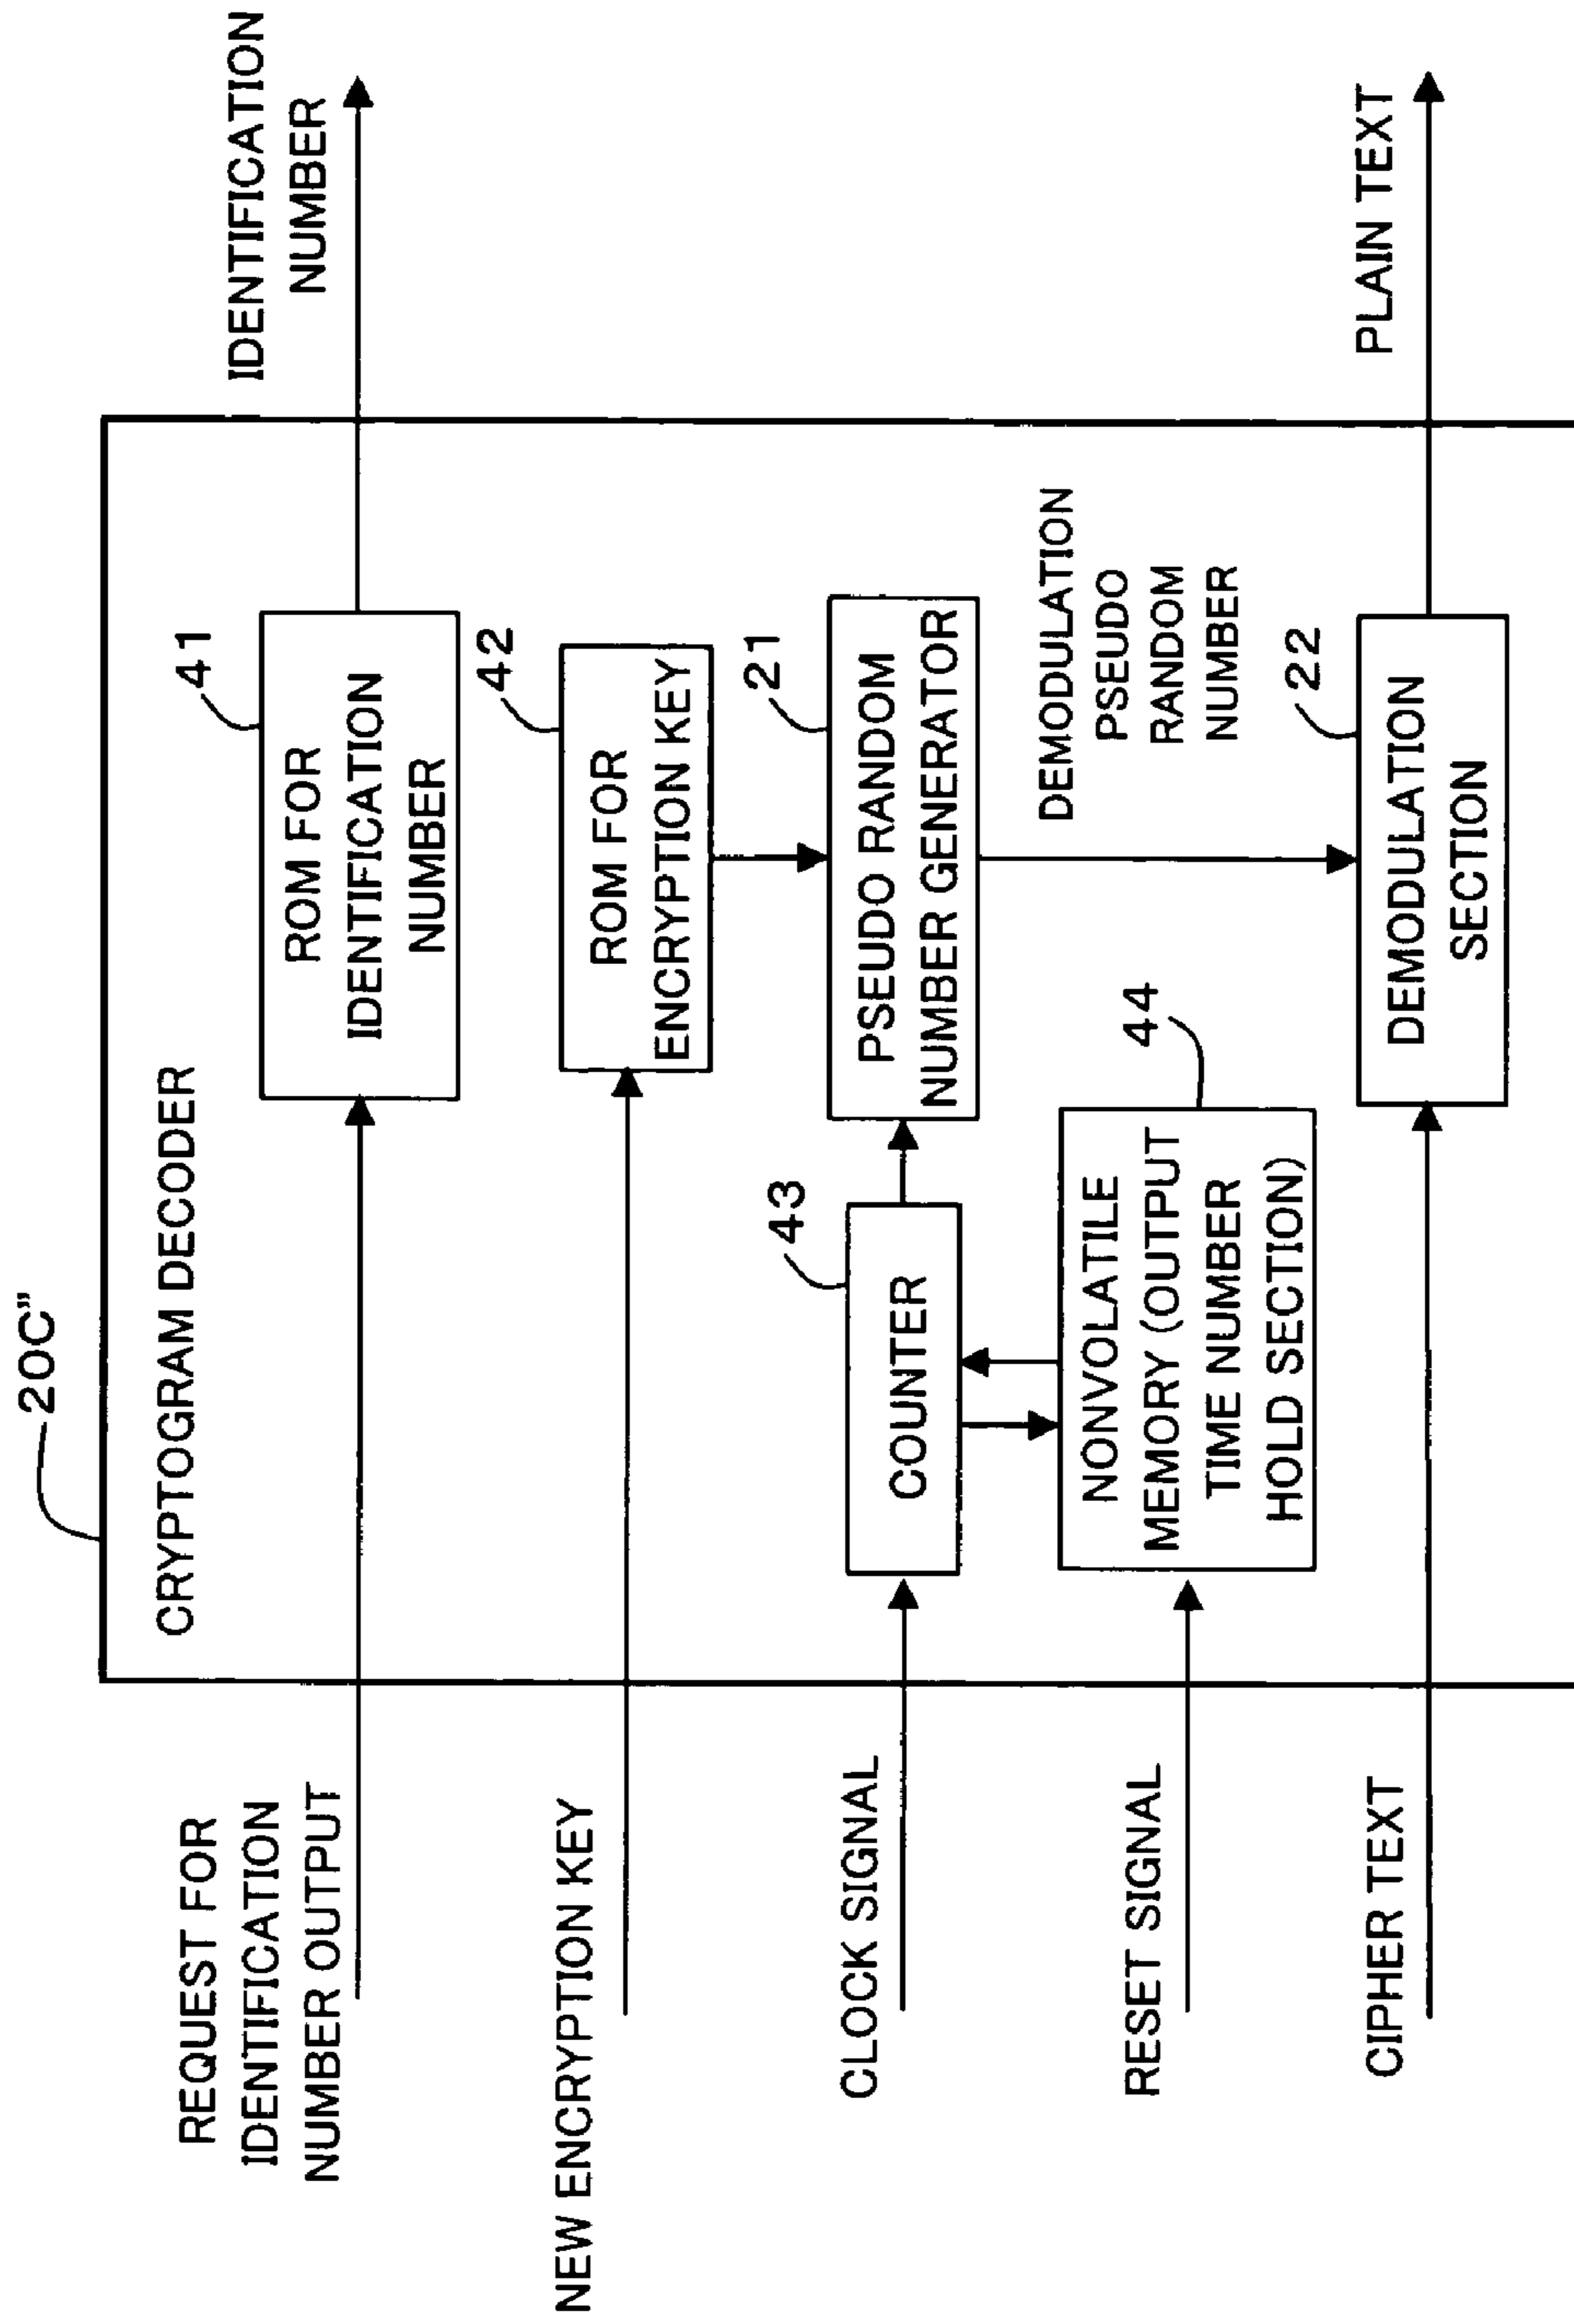 20C"
CRYPTOGRAM DECODER
REQUEST FOR
IDENTIFICATION
NUMBER OUTPUT
41
ROM FOR
IDENTIFICATION
NUMBER
IDENTIFICATION
NUMBER
NEW ENCRYPTION KEY
42
ROM FOR
ENCRYPTION KEY
CLOCK SIGNAL
43
COUNTER
21
PSEUDO RANDOM
NUMBER GENERATOR
RESET SIGNAL
44
NONVOLATILE
MEMORY (OUTPUT
TIME NUMBER
HOLD SECTION)
DEMODULATION
PSEUDO
RANDOM
NUMBER
CIPHER TEXT
22
DEMODULATION
SECTION
PLAIN TEXT